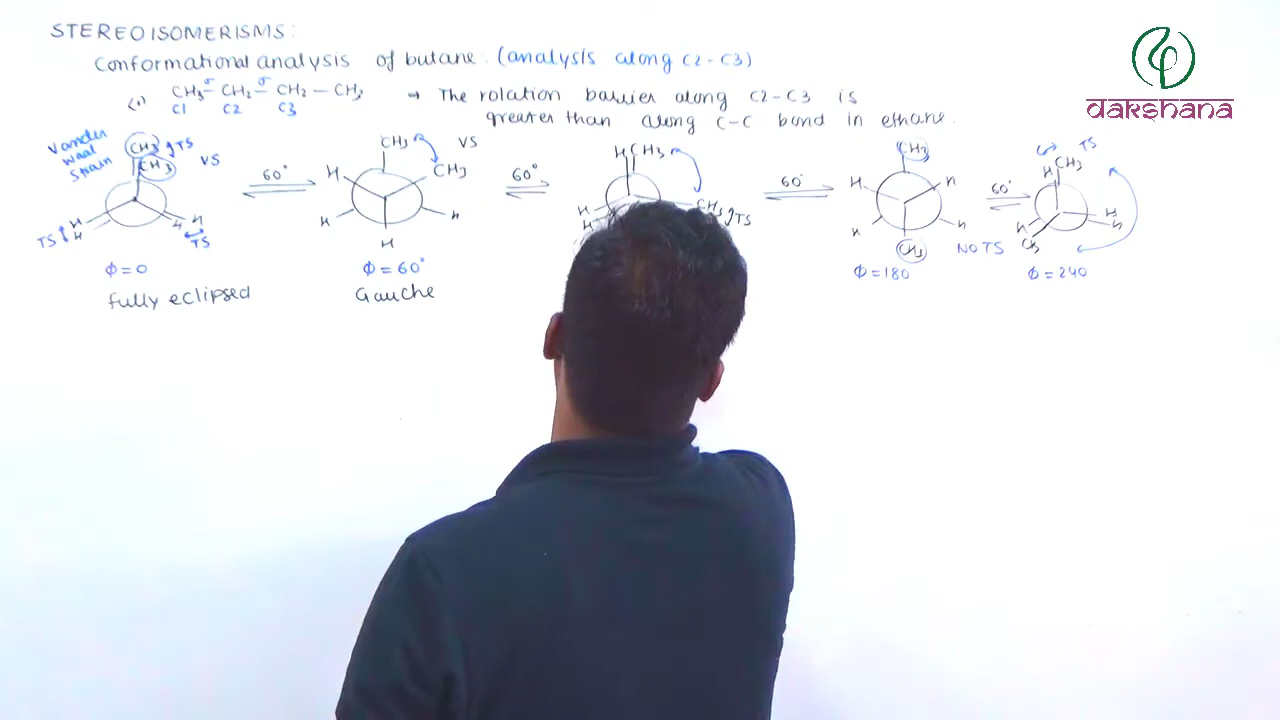 STEREOISOMERISMS:
Conformational analysis of butane: (analysis along C2-C3)
(1) CH3 σ– CH2 σ– CH2 – CH3
C1 C2 C3
→ The rotation barrier along C2-C3 is
greater than along C-C bond in ethane.
dakshana
Vander
Waal
Strain
CH3 TS
CH3
VS
H H
H H
TS TS
Φ=0
fully eclipsed
60°
CH3 VS
H CH3
H H
H
Φ=60°
Gauche
60°
H CH3
CH3 TS
H
H
60°
CH3
H H
H H
CH3
NO TS
Φ=180
60°
TS
CH3
H
H H
H
CH3
Φ=240